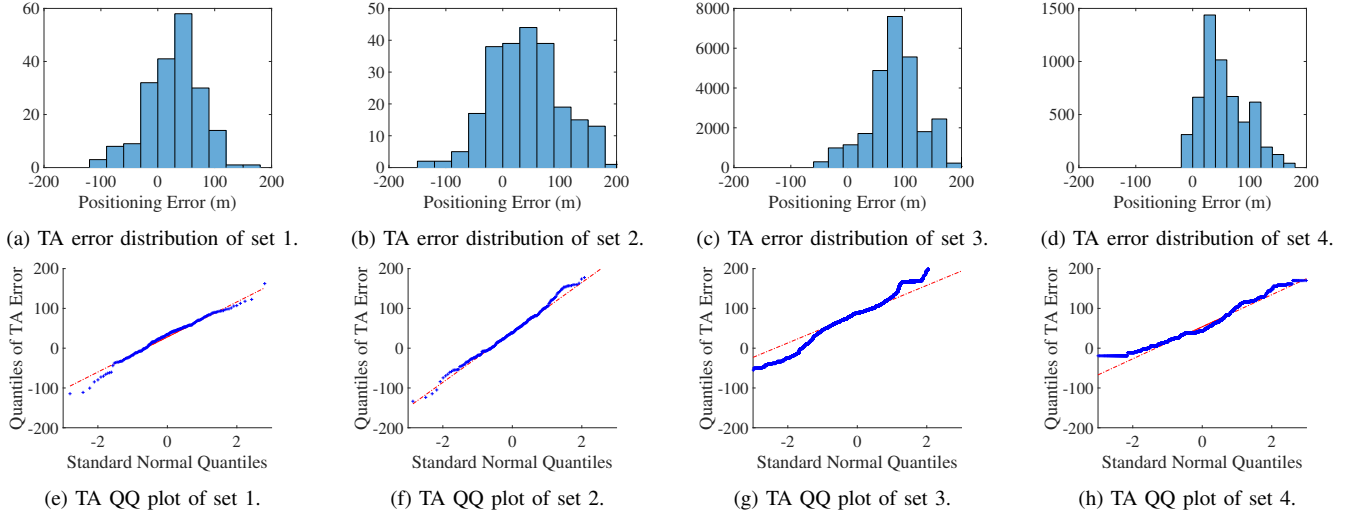 60
40
20
0
-200 -100 0 100 200
Positioning Error (m)
(a) TA error distribution of set 1.
50
40
30
20
10
0
-200 -100 0 100 200
Positioning Error (m)
(b) TA error distribution of set 2.
8000
6000
4000
2000
0
-100 0 100 200
Positioning Error (m)
(c) TA error distribution of set 3.
1500
1000
500
0
-200 -100 0 100 200
Positioning Error (m)
(d) TA error distribution of set 4.
Quantiles of TA Error
200
100
0
-100
-200
-2 0 2
Standard Normal Quantiles
(e) TA QQ plot of set 1.
Quantiles of TA Error
200
100
0
-100
-200
-2 0 2
Standard Normal Quantiles
(f) TA QQ plot of set 2.
Quantiles of TA Error
200
100
0
-100
-200
-2 0 2
Standard Normal Quantiles
(g) TA QQ plot of set 3.
Quantiles of TA Error
200
100
0
-100
-200
-2 0 2
Standard Normal Quantiles
(h) TA QQ plot of set 4.